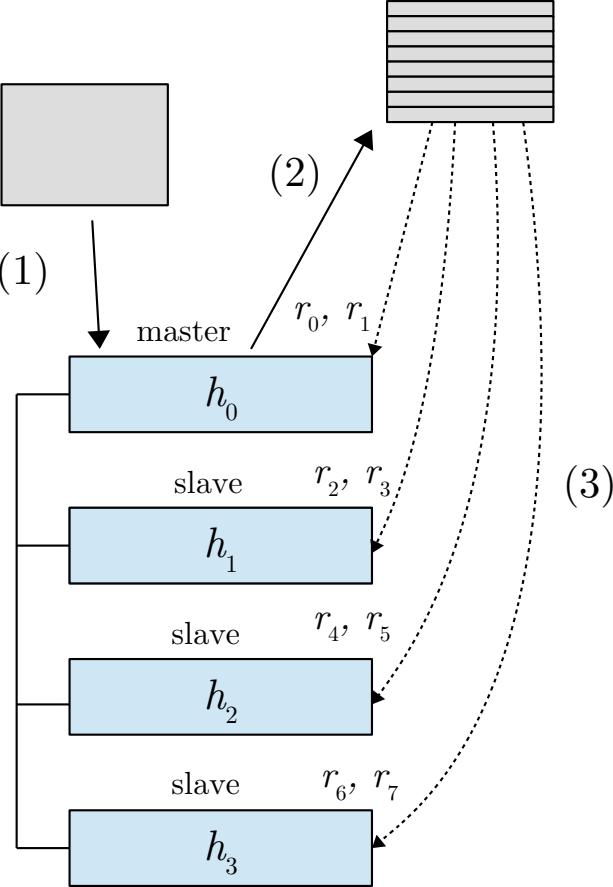 (2)
(1)
r₀, r₁
master
h₀
r₂, r₃
slave
(3)
h₁
r₄, r₅
slave
h₂
r₆, r₇
slave
h₃